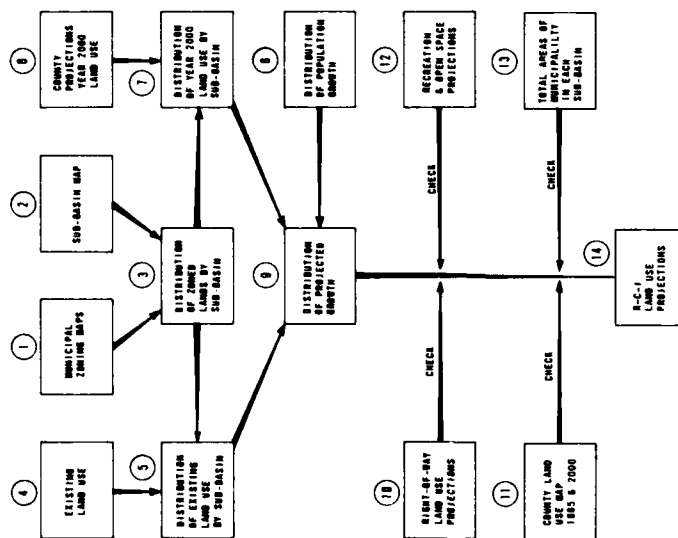 4
EXISTING
LAND USE
1
MUNICIPAL
ZONING MAPS
2
SUB-BASIN MAP
8
COUNTY
PROJECTIONS
YEAR 2000
LAND USE
5
DISTRIBUTION
OF EXISTING
LAND USE
BY SUB-BASIN
3
DISTRIBUTION
OF ZONED
LANDS BY
SUB-BASIN
7
DISTRIBUTION
OF YEAR 2000
LAND USE BY
SUB-BASIN
9
DISTRIBUTION
OF PROJECTED
GROWTH
6
DISTRIBUTION
OF POPULATION
GROWTH
10
RIGHT-OF-WAY
LAND USE
PROJECTIONS
CHECK
CHECK
12
RECREATION
& OPEN SPACE
PROJECTIONS
11
COUNTY LAND
USE MAP
1985 & 2000
CHECK
CHECK
13
TOTAL AREAS OF
MUNICIPALILTY
IN EACH
SUB-BASIN
14
R-C-I
LAND USE
PROJECTIONS